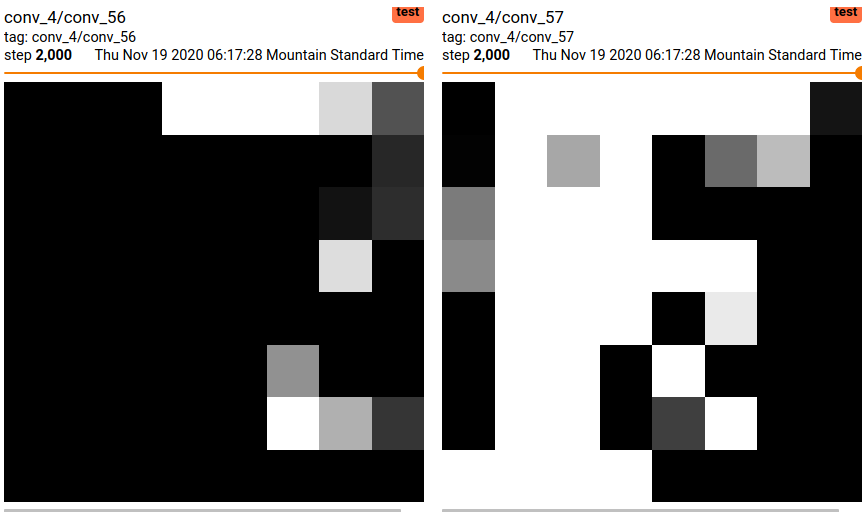 conv_4/conv_56
test
tag: conv_4/conv_56
step 2,000 Thu Nov 19 2020 06:17:28 Mountain Standard Time
conv_4/conv_57
test
tag: conv_4/conv_57
step 2,000 Thu Nov 19 2020 06:17:28 Mountain Standard Time